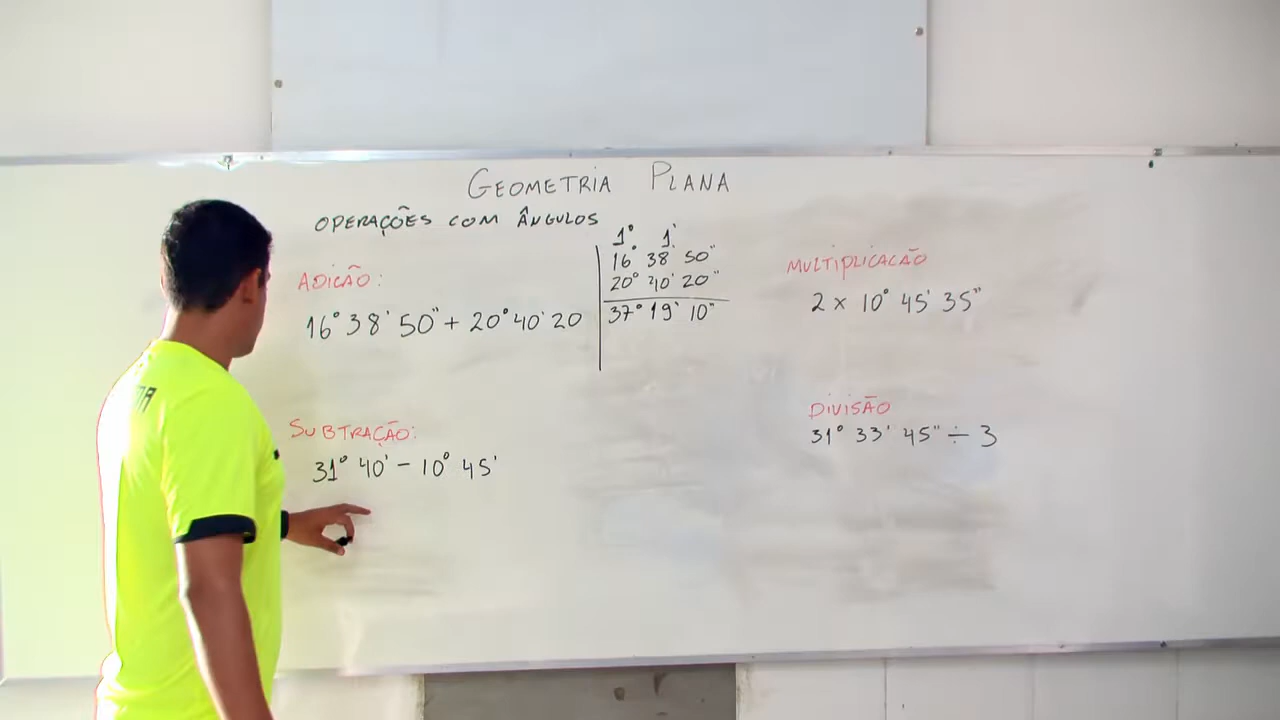 GEOMETRIA PLANA
OPERAÇÕES COM ÂNGULOS
ADIÇÃO:
16° 38' 50" + 20° 40' 20
1° 1'
16° 38' 50"
20° 40' 20"
37° 19' 10"
SUBTRAÇÃO:
31° 40' - 10° 45'
MULTIPLICAÇÃO
2 x 10° 45' 35"
DIVISÃO
31° 33' 45" ÷ 3